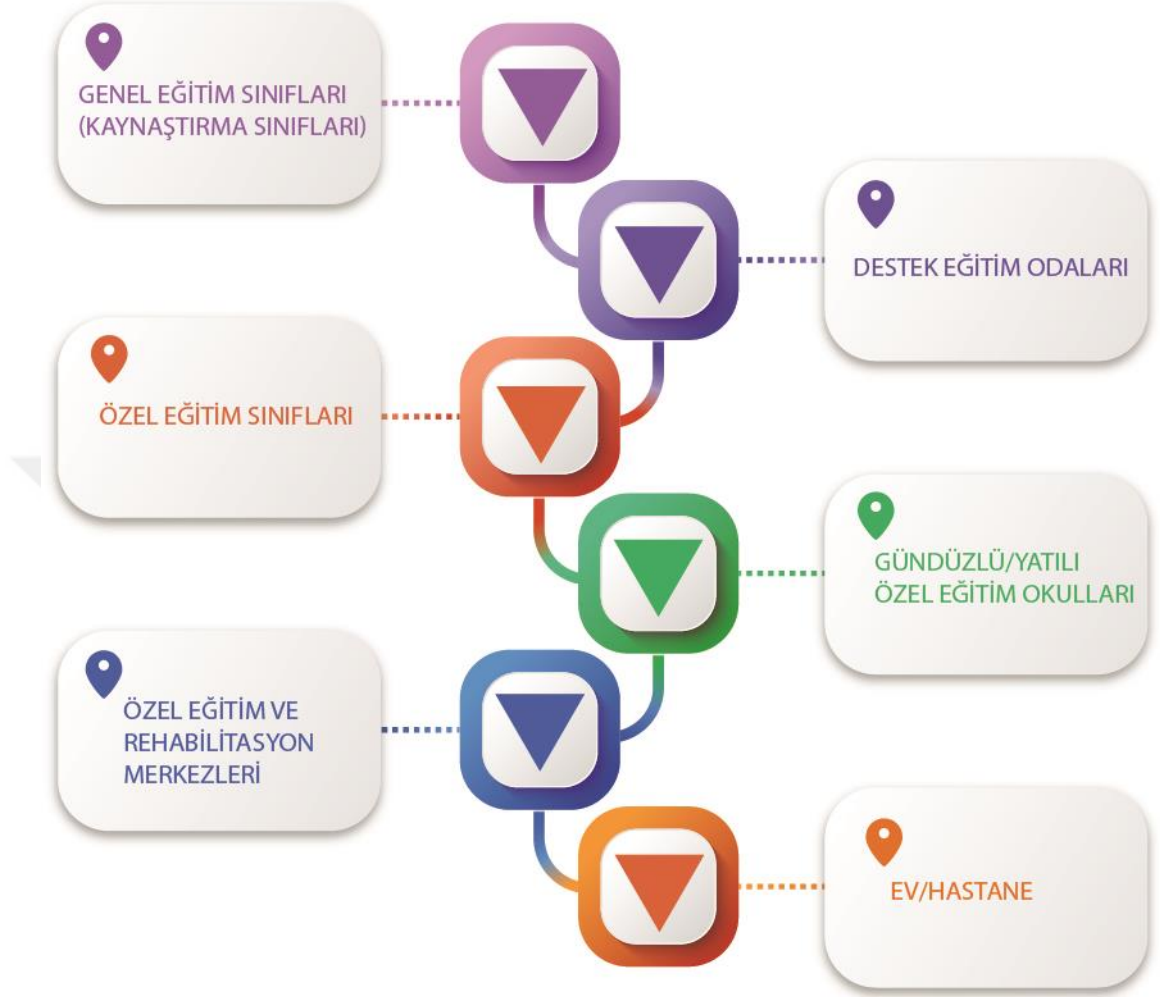 GENEL EĞİTİM SINIFLARI
(KAYNAŞTIRMA SINIFLARI)
DESTEK EĞİTİM ODALARI
ÖZEL EĞİTİM SINIFLARI
GÜNDÜZLÜ/YATILI
ÖZEL EĞİTİM OKULLARI
ÖZEL EĞİTİM VE
REHABİLİTASYON
MERKEZLERİ
EV/HASTANE